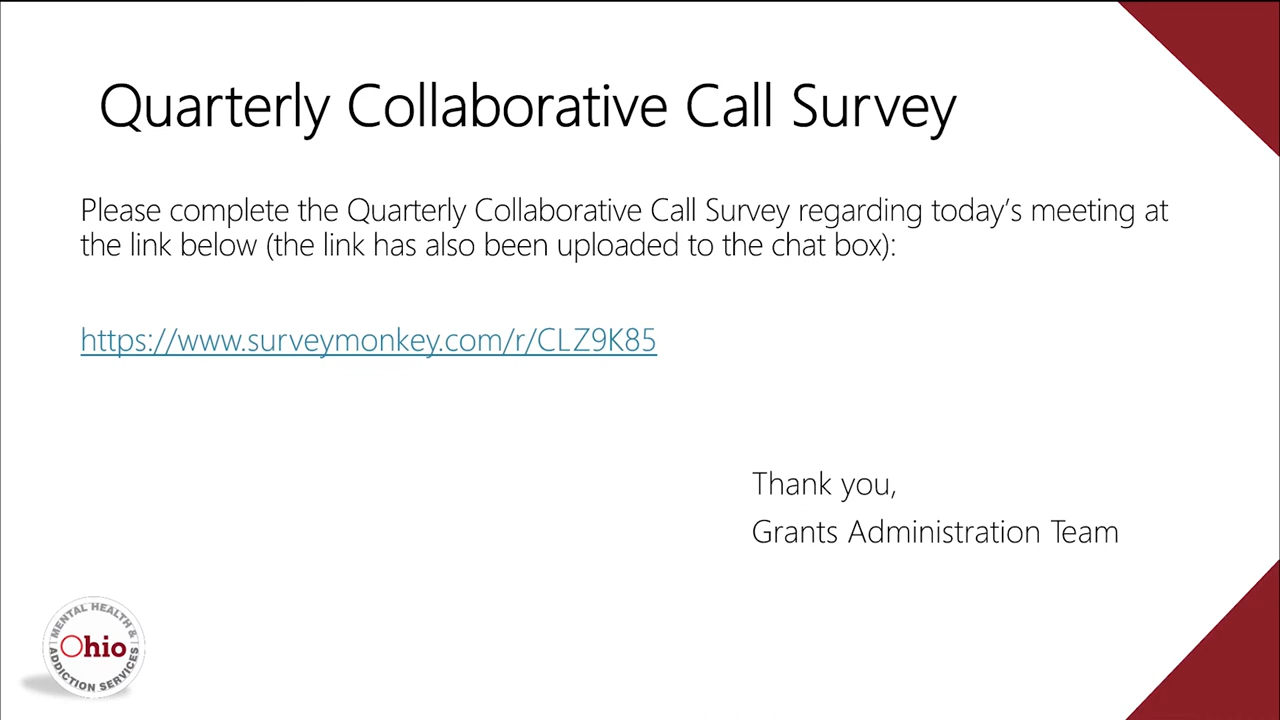 Quarterly Collaborative Call Survey
Please complete the Quarterly Collaborative Call Survey regarding today's meeting at
the link below (the link has also been uploaded to the chat box):
https://www.surveymonkey.com/r/CLZ9K85
Thank you,
Grants Administration Team
MENTAL HEALTH &
Ohio
ADDICTION SERVICES